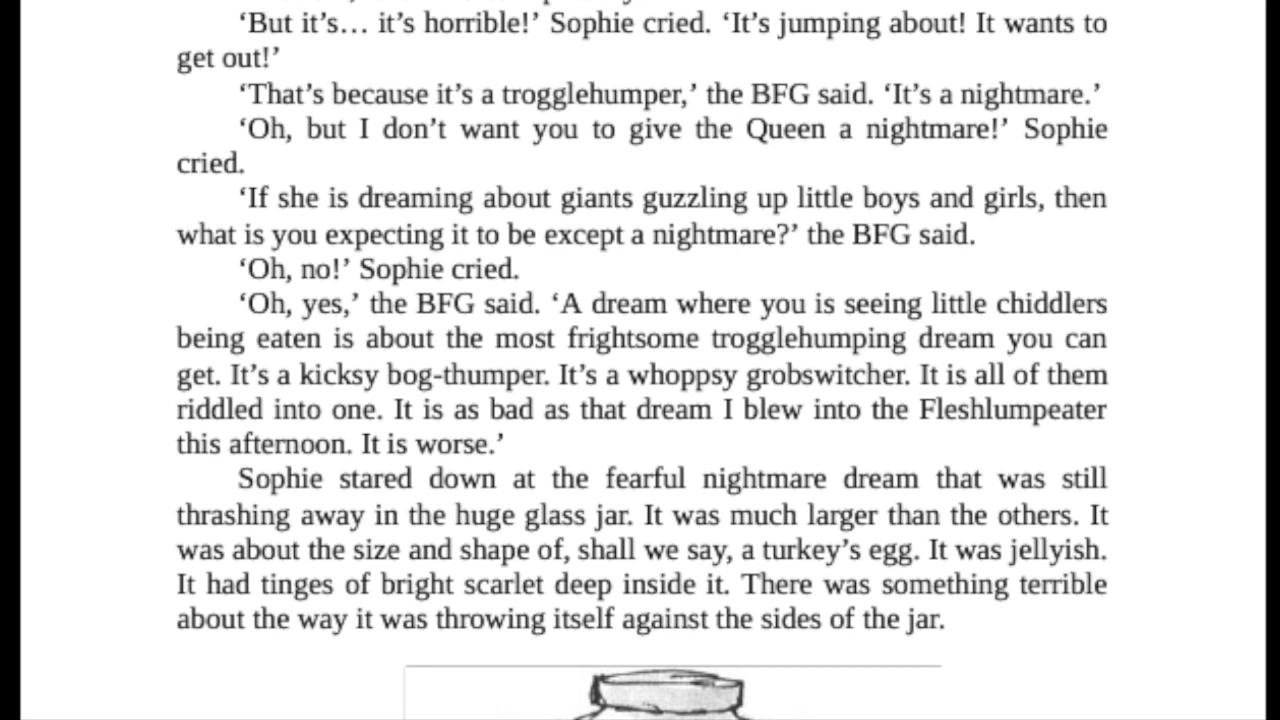 ‘But it’s… it’s horrible!’ Sophie cried. ‘It’s jumping about! It wants to
get out!’
‘That’s because it’s a trogglehumper,’ the BFG said. ‘It’s a nightmare.’
‘Oh, but I don’t want you to give the Queen a nightmare!’ Sophie
cried.
‘If she is dreaming about giants guzzling up little boys and girls, then
what is you expecting it to be except a nightmare?’ the BFG said.
‘Oh, no!’ Sophie cried.
‘Oh, yes,’ the BFG said. ‘A dream where you is seeing little chiddlers
being eaten is about the most frightsome trogglehumping dream you can
get. It’s a kicksy bog-thumper. It’s a whoppsy grobswitcher. It is all of them
riddled into one. It is as bad as that dream I blew into the Fleshlumpeater
this afternoon. It is worse.’
Sophie stared down at the fearful nightmare dream that was still
thrashing away in the huge glass jar. It was much larger than the others. It
was about the size and shape of, shall we say, a turkey’s egg. It was jellyish.
It had tinges of bright scarlet deep inside it. There was something terrible
about the way it was throwing itself against the sides of the jar.